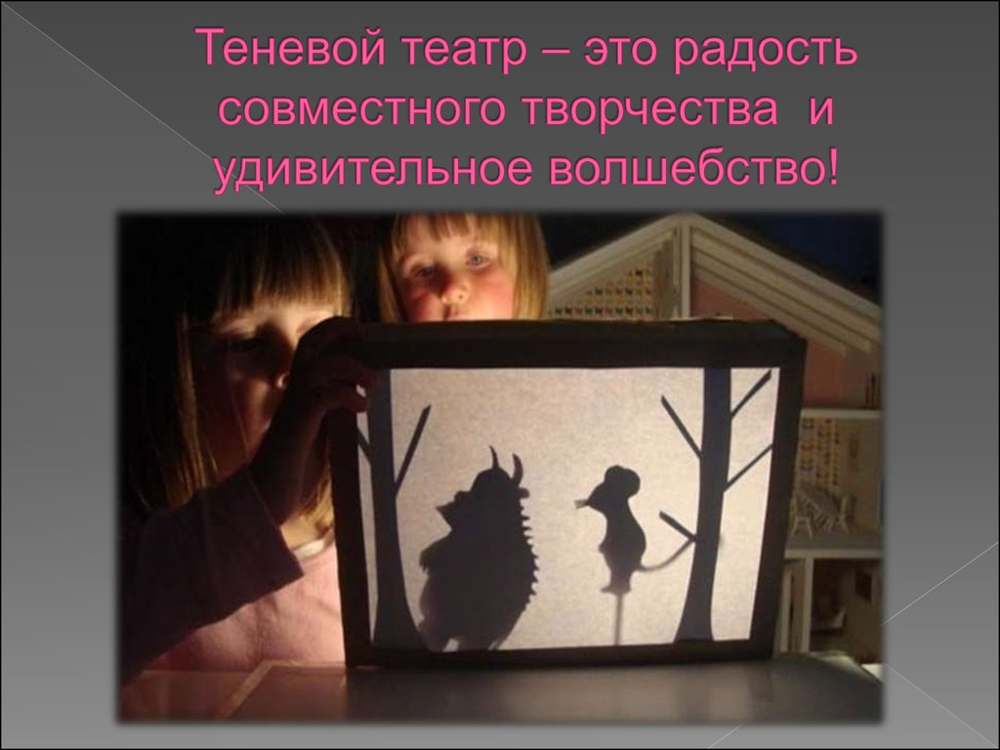 Теневой театр – это радость
совместного творчества и
удивительное волшебство!